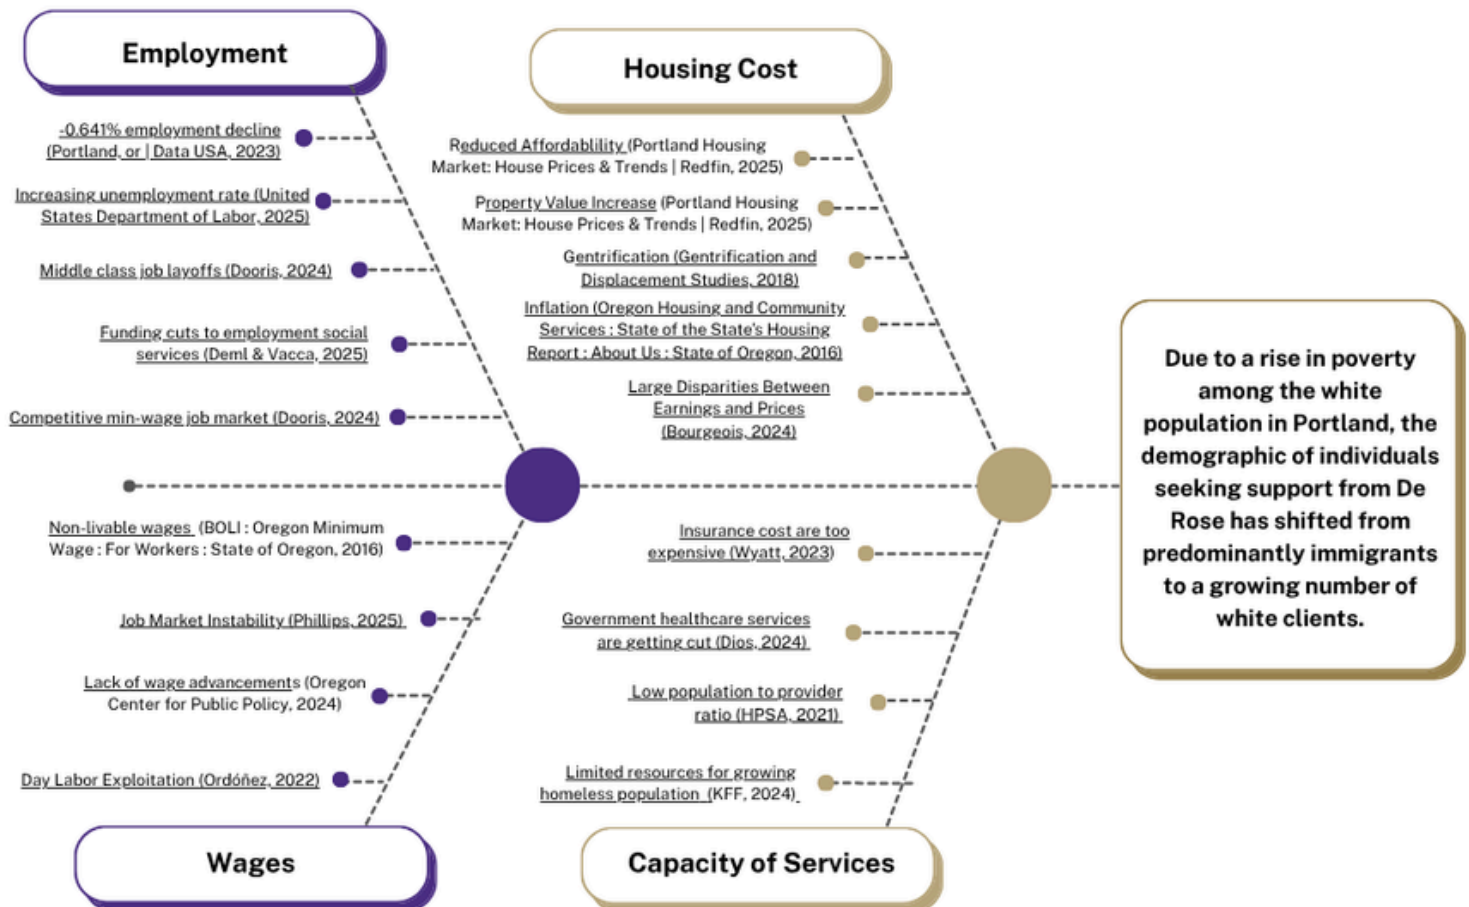 Employment
-0.641% employment decline
(Portland, or | Data USA, 2023)
Increasing unemployment rate (United
States Department of Labor, 2025)
Middle class job layoffs (Dooris, 2024)
Funding cuts to employment social
services (Deml & Vacca, 2025)
Competitive min-wage job market (Dooris, 2024)
Housing Cost
Reduced Affordablility (Portland Housing
Market: House Prices & Trends | Redfin, 2025)
Property Value Increase (Portland Housing
Market: House Prices & Trends | Redfin, 2025)
Gentrification (Gentrification and
Displacement Studies, 2018)
Inflation (Oregon Housing and Community
Services : State of the State's Housing
Report : About Us : State of Oregon, 2016)
Large Disparities Between
Earnings and Prices
(Bourgeois, 2024)
Non-livable wages (BOLI : Oregon Minimum
Wage : For Workers : State of Oregon, 2016)
Job Market Instability (Phillips, 2025)
Lack of wage advancements (Oregon
Center for Public Policy, 2024)
Day Labor Exploitation (Ordóñez, 2022)
Wages
Insurance cost are too
expensive (Wyatt, 2023)
Government healthcare services
are getting cut (Dios, 2024)
Low population to provider
ratio (HPSA, 2021)
Limited resources for growing
homeless population (KFF, 2024)
Capacity of Services
Due to a rise in poverty
among the white
population in Portland, the
demographic of individuals
seeking support from De
Rose has shifted from
predominantly immigrants
to a growing number of
white clients.